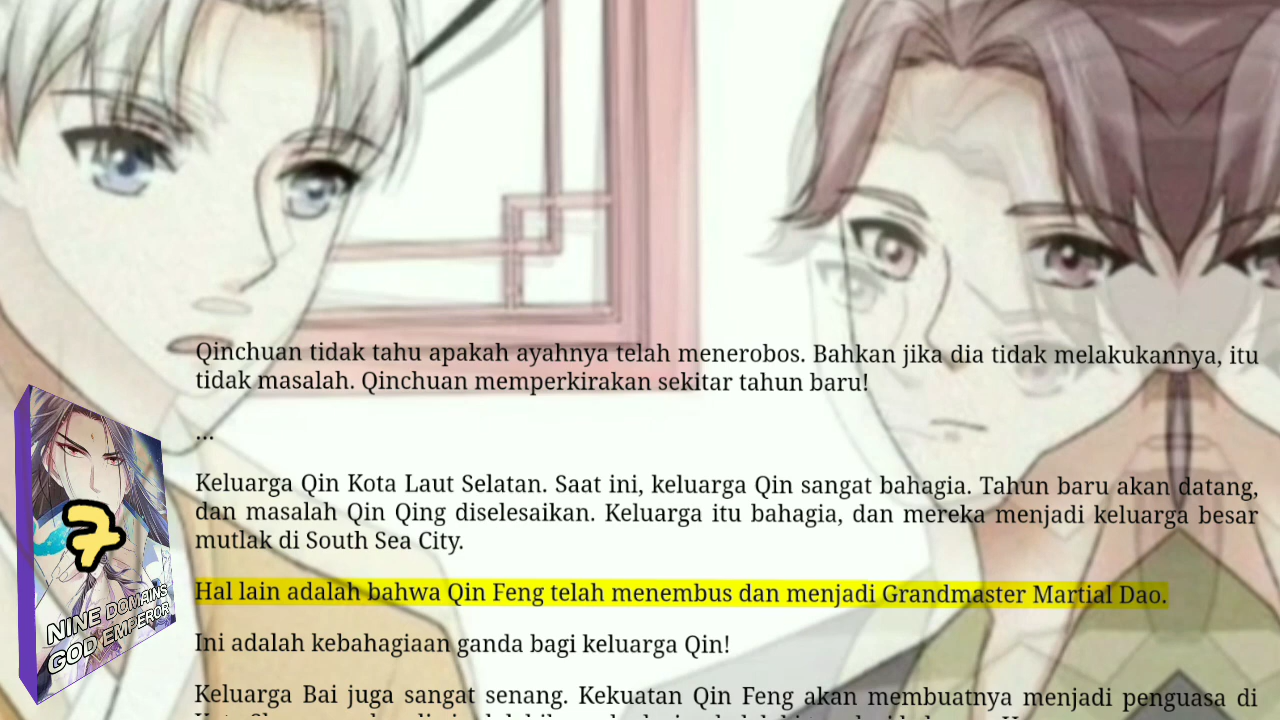 Qinchuan tidak tahu apakah ayahnya telah menerobos. Bahkan jika dia tidak melakukannya, itu
tidak masalah. Qinchuan memperkirakan sekitar tahun baru!
...
Keluarga Qin Kota Laut Selatan. Saat ini, keluarga Qin sangat bahagia. Tahun baru akan datang,
dan masalah Qin Qing diselesaikan. Keluarga itu bahagia, dan mereka menjadi keluarga besar
mutlak di South Sea City.
Hal lain adalah bahwa Qin Feng telah menembus dan menjadi Grandmaster Martial Dao.
Ini adalah kebahagiaan ganda bagi keluarga Qin!
Keluarga Bai juga sangat senang. Kekuatan Qin Feng akan membuatnya menjadi penguasa di
7
NINE DOMAINS
GOD EMPEROR